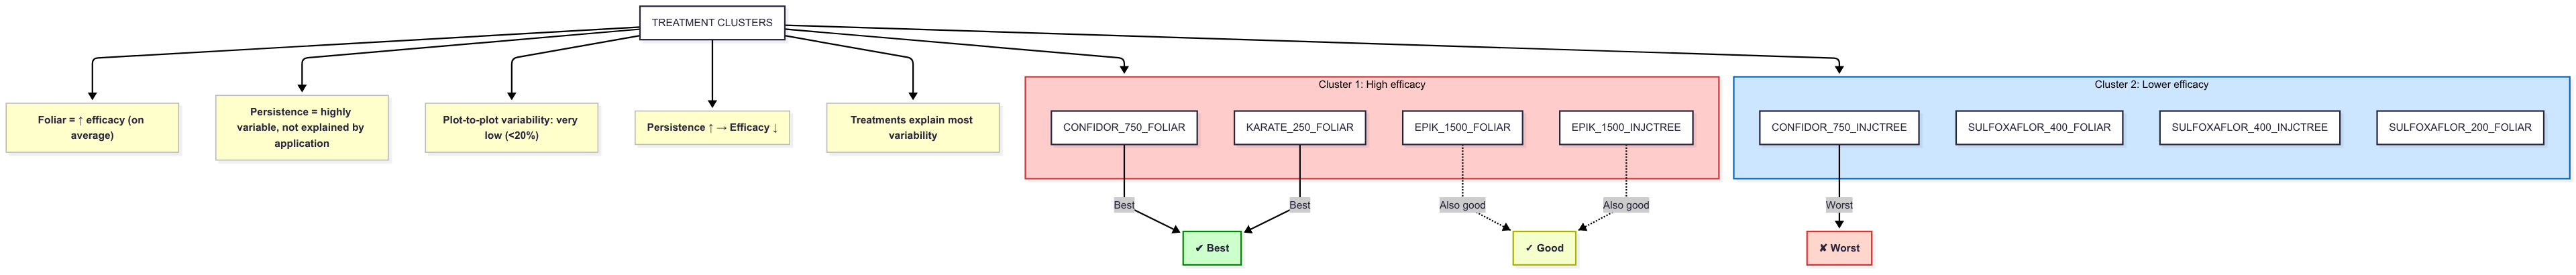 TREATMENT CLUSTERS
Foliar = ↑ efficacy (on
average)
Persistence = highly
variable, not explained by
application
Plot-to-plot variability: very
low (<20%)
Persistence ↑ → Efficacy ↓
Treatments explain most
variability
Cluster 1: High efficacy
CONFIDOR_750_FOLIAR
KARATE_250_FOLIAR
EPIK_1500_FOLIAR
EPIK_1500_INJCTREE
Cluster 2: Lower efficacy
CONFIDOR_750_INJCTREE
SULFOXAFLOR_400_FOLIAR
SULFOXAFLOR_400_INJCTREE
SULFOXAFLOR_200_FOLIAR
Best
Best
Also good
Also good
Worst
✔ Best
✓ Good
✘ Worst